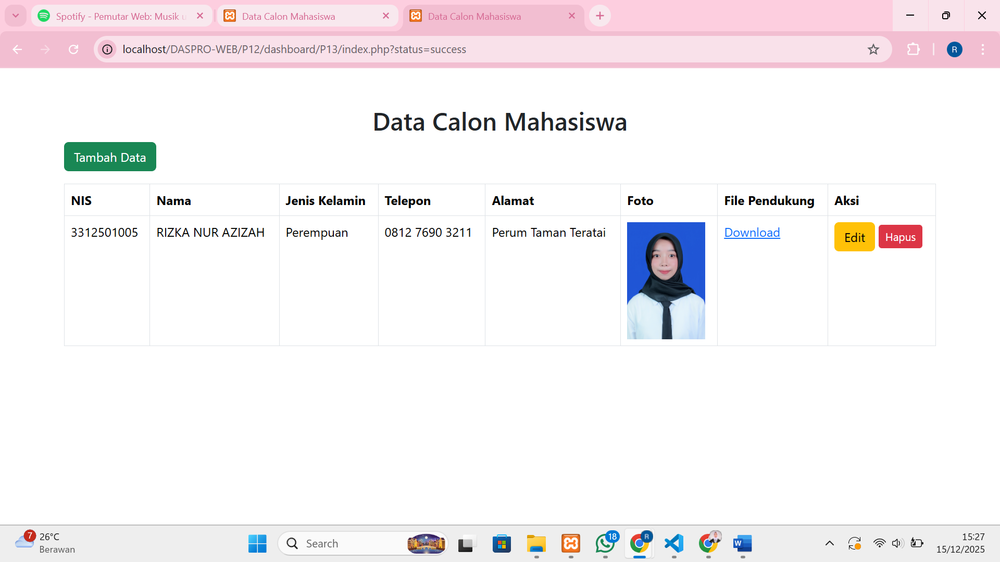 Spotify - Pemutar Web: Musik u
Data Calon Mahasiswa
Data Calon Mahasiswa
localhost/DASPRO-WEB/P12/dashboard/P13/index.php?status=success
R
Data Calon Mahasiswa
Tambah Data
NIS Nama Jenis Kelamin Telepon Alamat Foto File Pendukung Aksi
3312501005 RIZKA NUR AZIZAH Perempuan 0812 7690 3211 Perum Taman Teratai Download Edit Hapus
7
26°C
Berawan
Search
18
R
W
15:27
15/12/2025